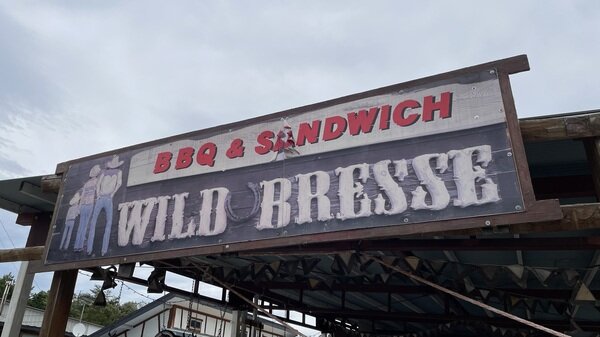 BBQ & SANDWICH
WILD BRESSE